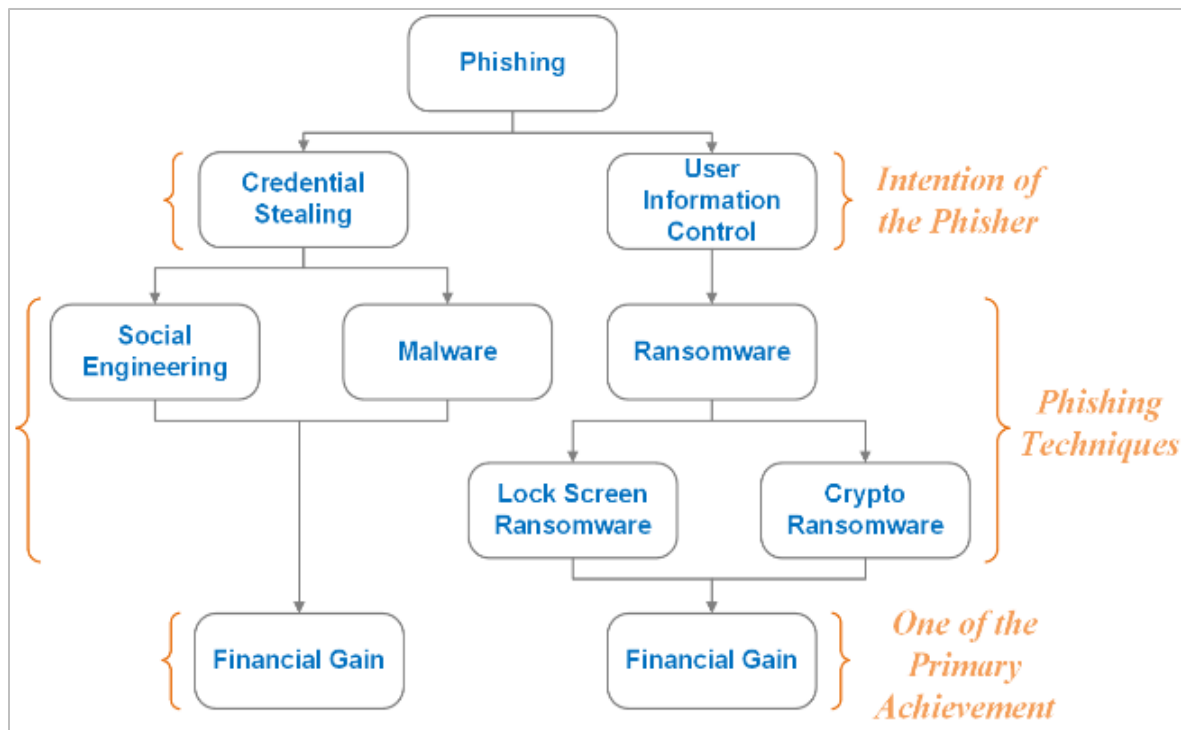 Phishing
Credential
Stealing
User
Information
Control
Intention of
the Phisher
Social
Engineering
Malware
Ransomware
Phishing
Techniques
Lock Screen
Ransomware
Crypto
Ransomware
Financial Gain
Financial Gain
One of the
Primary
Achievement